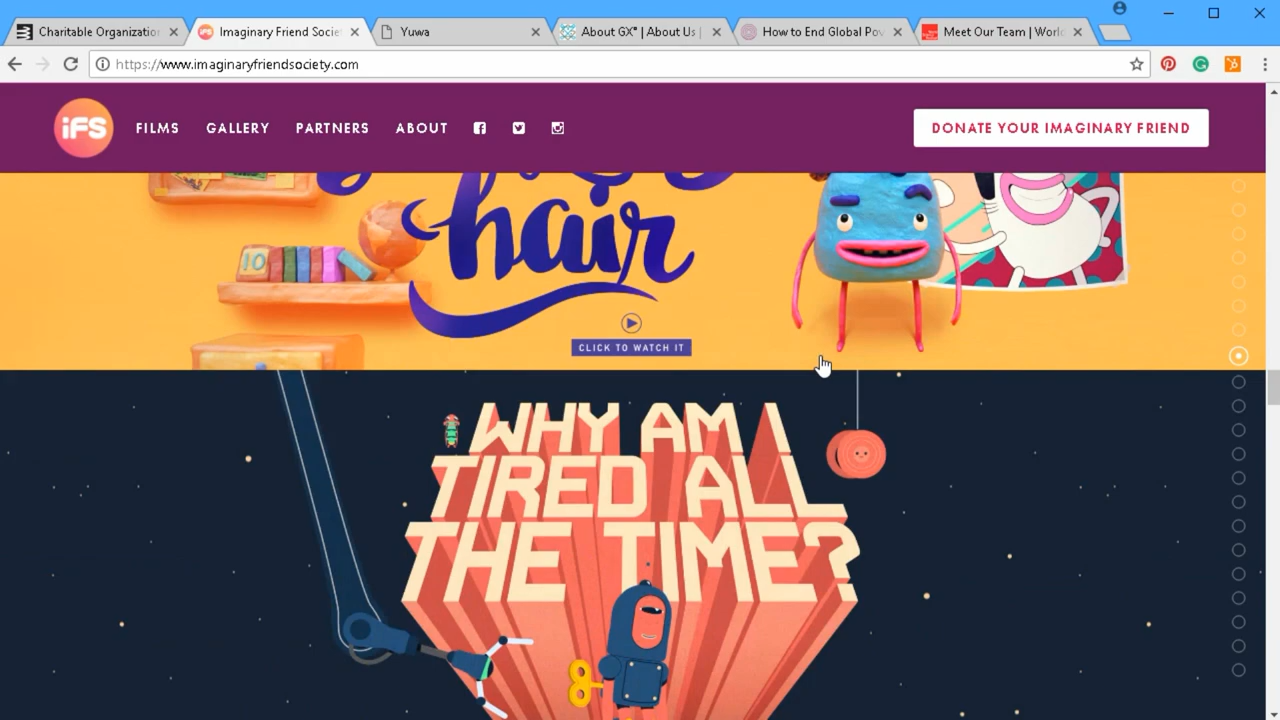 Charitable Organizatio
Imaginary Friend Socie
Yuwa
About GX" | About Us |
How to End Global Pov
Meet Our Team | World
https://www.imaginaryfriendsociety.com
iFS
FILMS
GALLERY
PARTNERS
ABOUT
DONATE YOUR IMAGINARY FRIEND
10
hair
CLICK TO WATCH IT
WHY AM I
TIRED ALL
THE TIME?